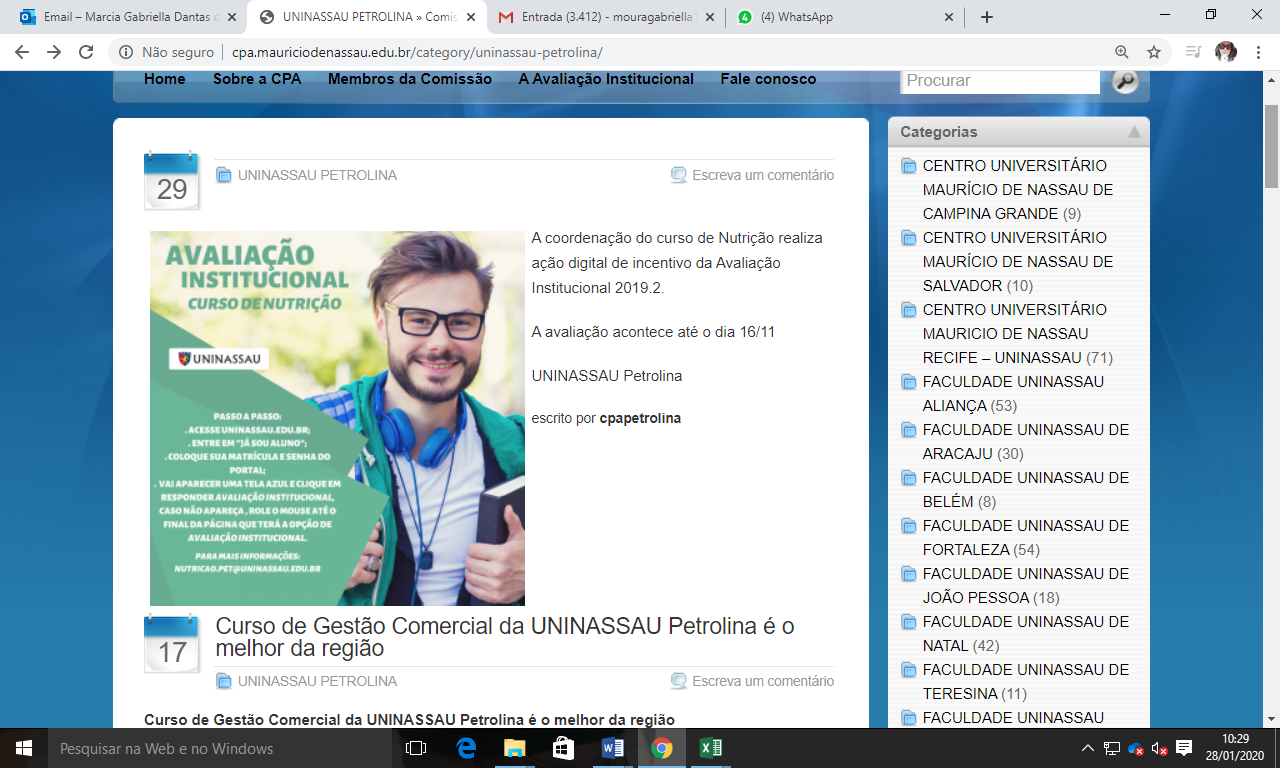 Email – Marcia Gabriella Dantas
UNINASSAU PETROLINA » Comis
Entrada (3.412) - mouragabriella
(4) WhatsApp
Não seguro
cpa.mauriciodenassau.edu.br/category/uninassau-petrolina/
Home
Sobre a CPA
Membros da Comissão
A Avaliação Institucional
Fale conosco
Procurar
29
UNINASSAU PETROLINA
Escreva um comentário
AVALIAÇÃO
INSTITUCIONAL
CURSO DE NUTRIÇÃO
UNINASSAU
PASSO A PASSO:
. ACESSE UNINASSAU.EDU.BR;
. ENTRE EM "JÁ SOU ALUNO";
. COLOQUE SUA MATRÍCULA E SENHA DO
PORTAL;
. VAI APARECER UMA TELA AZUL E CLIQUE EM
RESPONDER AVALIAÇÃO INSTITUCIONAL,
CASO NÃO APAREÇA , ROLE O MOUSE ATÉ O
FINAL DA PÁGINA QUE TERÁ A OPÇÃO DE
AVALIAÇÃO INSTITUCIONAL.
PARA MAIS INFORMAÇÕES:
NUTRICAO.PET@UNINASSAU.EDU.BR
A coordenação do curso de Nutrição realiza
ação digital de incentivo da Avaliação
Institucional 2019.2.
A avaliação acontece até o dia 16/11
UNINASSAU Petrolina
escrito por cpapetrolina
17
Curso de Gestão Comercial da UNINASSAU Petrolina é o
melhor da região
UNINASSAU PETROLINA
Escreva um comentário
Curso de Gestão Comercial da UNINASSAU Petrolina é o melhor da região
Categorias
CENTRO UNIVERSITÁRIO
MAURÍCIO DE NASSAU DE
CAMPINA GRANDE (9)
CENTRO UNIVERSITÁRIO
MAURÍCIO DE NASSAU DE
SALVADOR (10)
CENTRO UNIVERSITÁRIO
MAURICIO DE NASSAU
RECIFE – UNINASSAU (71)
FACULDADE UNINASSAU
ALIANÇA (53)
FACULDADE UNINASSAU DE
ARACAJU (30)
FACULDADE UNINASSAU DE
BELÉM (8)
FACULDADE UNINASSAU DE
FORTALEZA (54)
FACULDADE UNINASSAU DE
JOÃO PESSOA (18)
FACULDADE UNINASSAU DE
NATAL (42)
FACULDADE UNINASSAU DE
TERESINA (11)
FACULDADE UNINASSAU
Pesquisar na Web e no Windows
10:29
28/01/2020